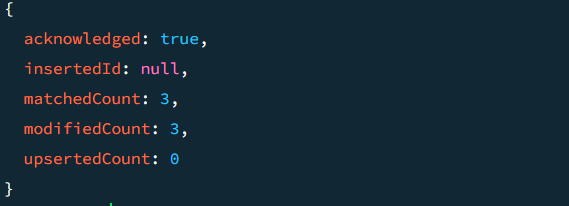 {
acknowledged: true,
insertedId: null,
matchedCount: 3,
modifiedCount: 3,
upsertedCount: 0
}